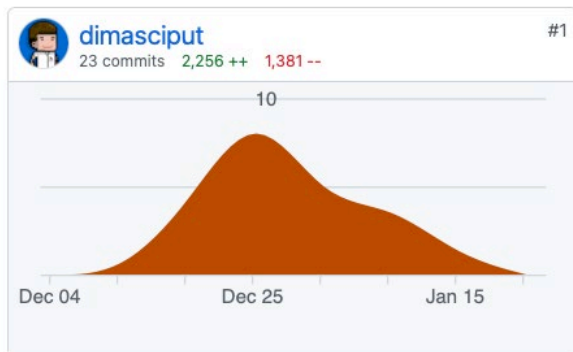 dimasciput #1
23 commits 2,256 ++ 1,381 --
10
Dec 04 Dec 25 Jan 15